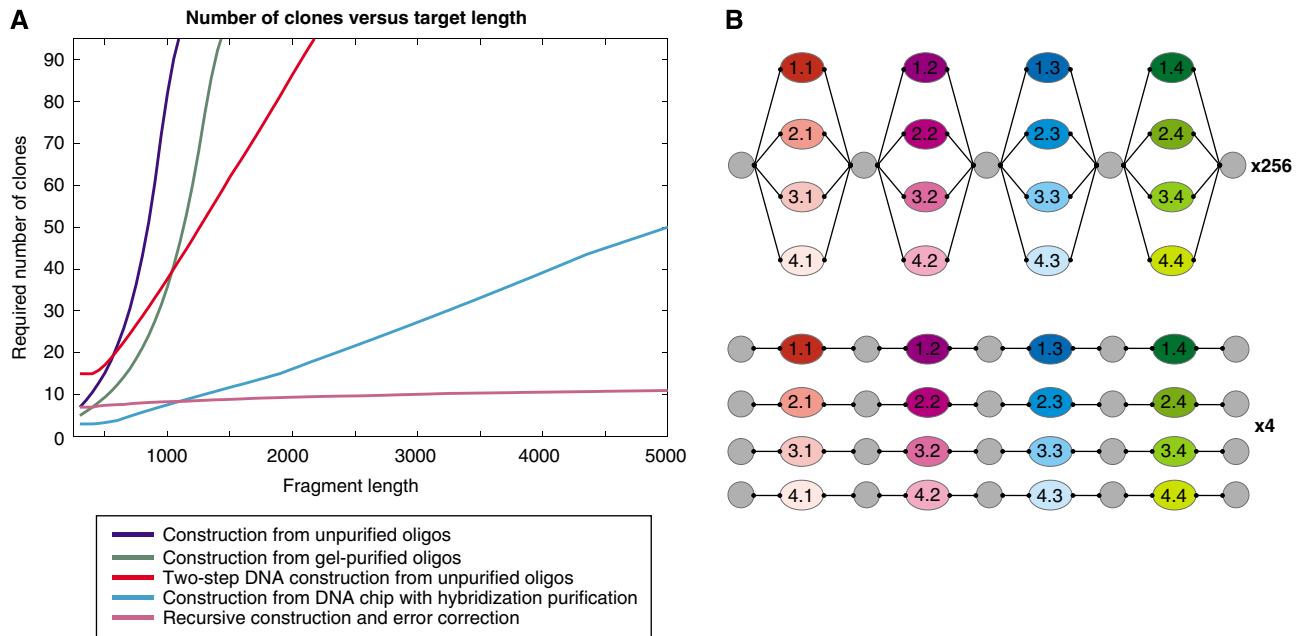 A
Number of clones versus target length
Required number of clones
90
80
70
60
50
40
30
20
10
0
1000
2000
3000
4000
5000
Fragment length
Construction from unpurified oligos
Construction from gel-purified oligos
Two-step DNA construction from unpurified oligos
Construction from DNA chip with hybridization purification
Recursive construction and error correction
B
1.1 1.2 1.3 1.4
2.1 2.2 2.3 2.4
x256
3.1 3.2 3.3 3.4
4.1 4.2 4.3 4.4
1.1 1.2 1.3 1.4
2.1 2.2 2.3 2.4
x4
3.1 3.2 3.3 3.4
4.1 4.2 4.3 4.4